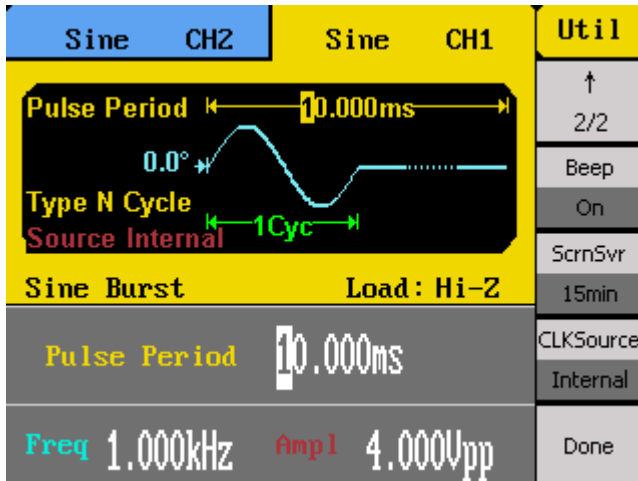 Sine CH2 Sine CH1 Util
↑
2/2
Pulse Period 10.000ms
0.0°
Type N Cycle
1Cyc
Source Internal
Beep
On
ScrnSvr
15min
CLKSource
Internal
Done
Sine Burst Load: Hi-Z
Pulse Period 10.000ms
Freq 1.000kHz Ampl 4.000Vpp